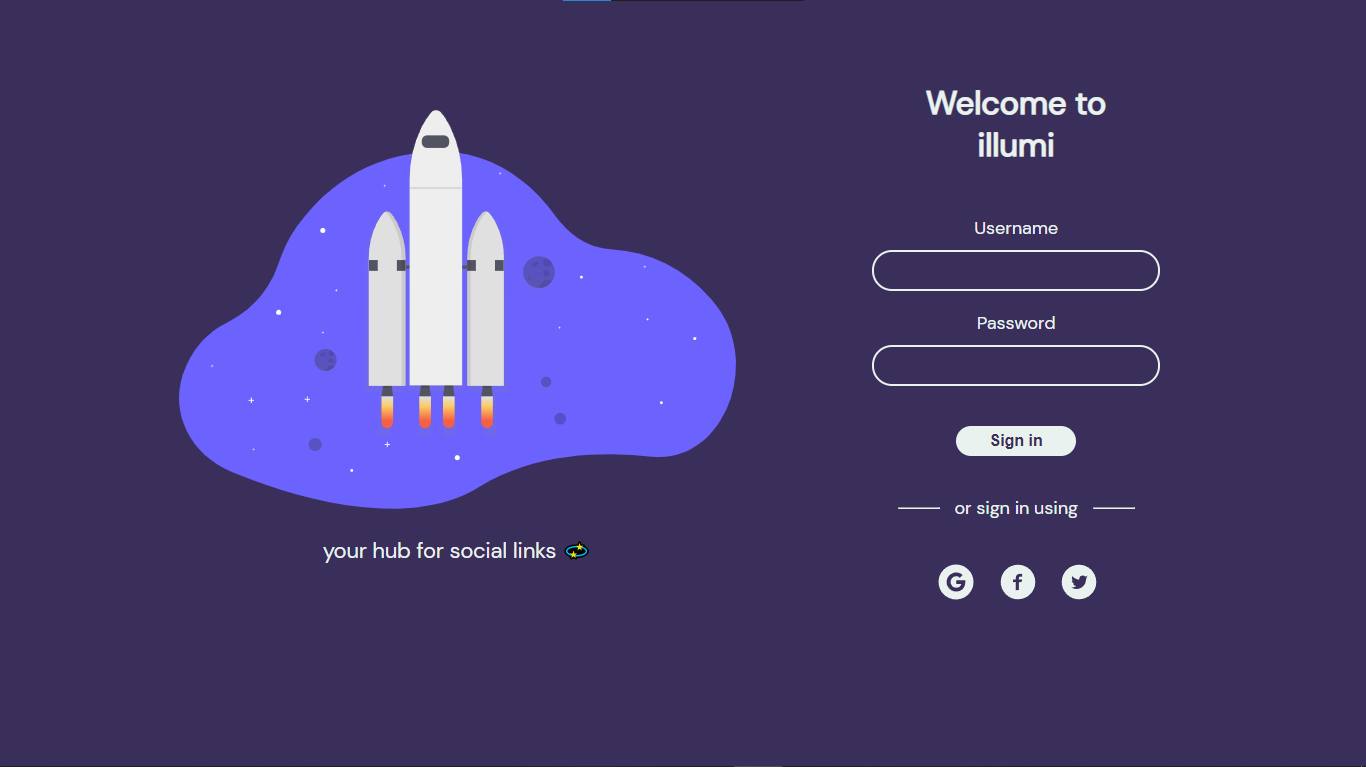 Welcome to
illumi
Username
Password
Sign in
or sign in using
your hub for social links 💫